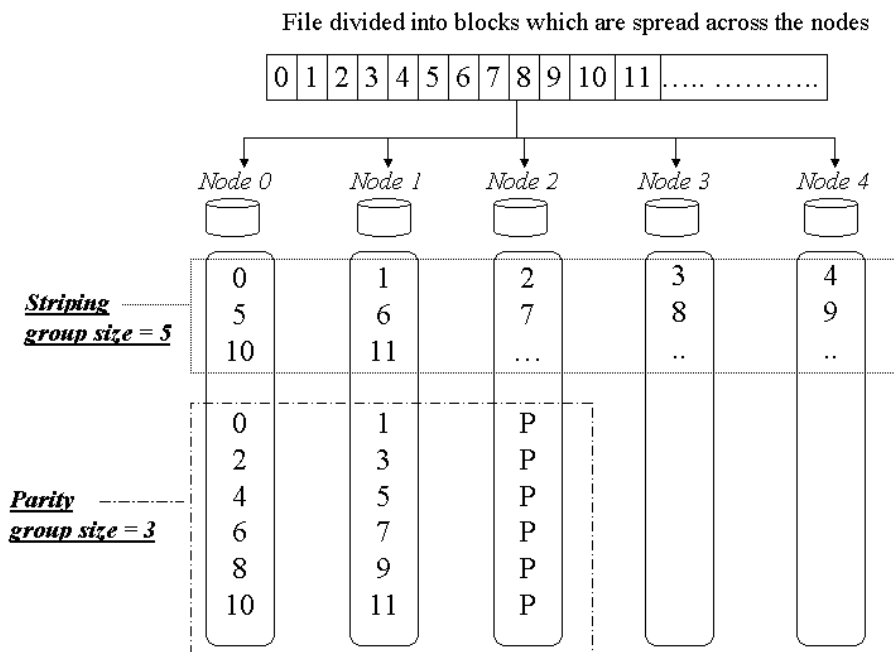 File divided into blocks which are spread across the nodes
0 1 2 3 4 5 6 7 8 9 10 11 ..... ...........
Node 0 Node 1 Node 2 Node 3 Node 4
0 1 2 3 4
Striping
group size = 5
5 6 7 8 9
10 11 ... .. ..
0 1 P
2 3 P
Parity
group size = 3
4 5 P
6 7 P
8 9 P
10 11 P